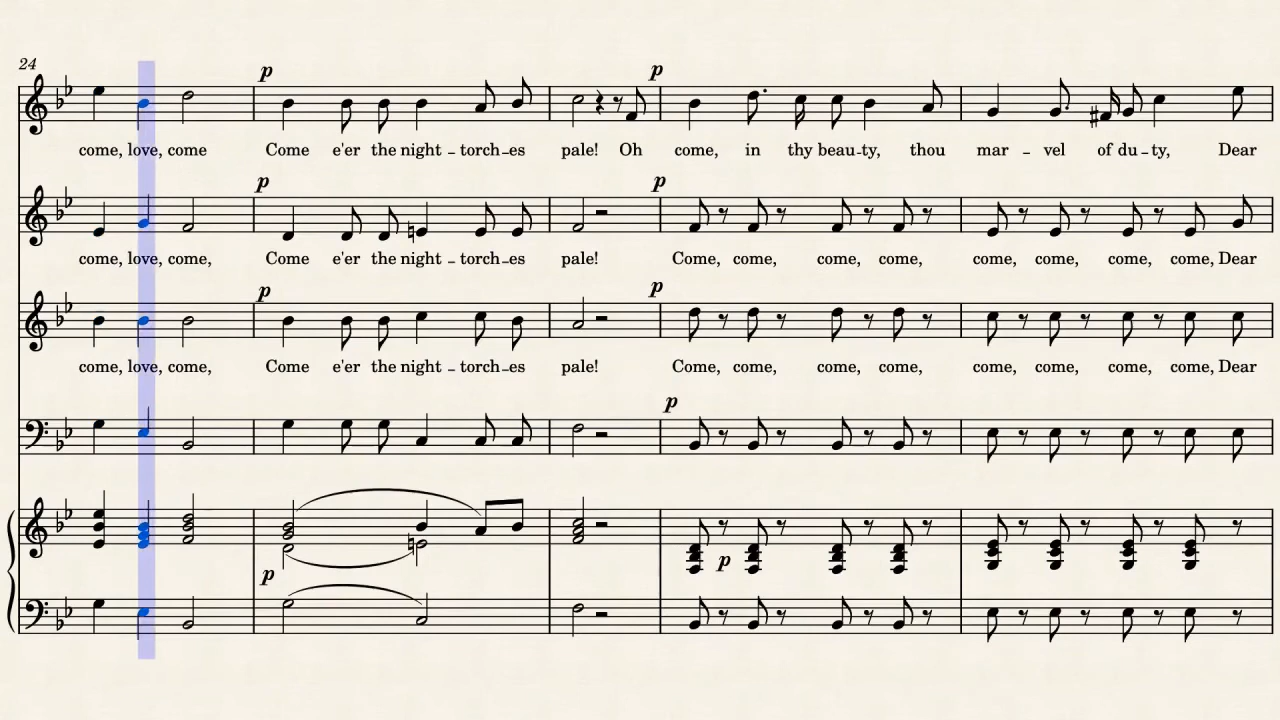 24
p p
come, love, come Come e'er the night - torch - es pale! Oh come, in thy beau - ty, thou mar - vel of du - ty, Dear
p p
come, love, come, Come e'er the night - torch - es pale! Come, come, come, come, come, come, come, come, Dear
p p
come, love, come, Come e'er the night - torch - es pale! Come, come, come, come, come, come, come, come, Dear
p
p
p